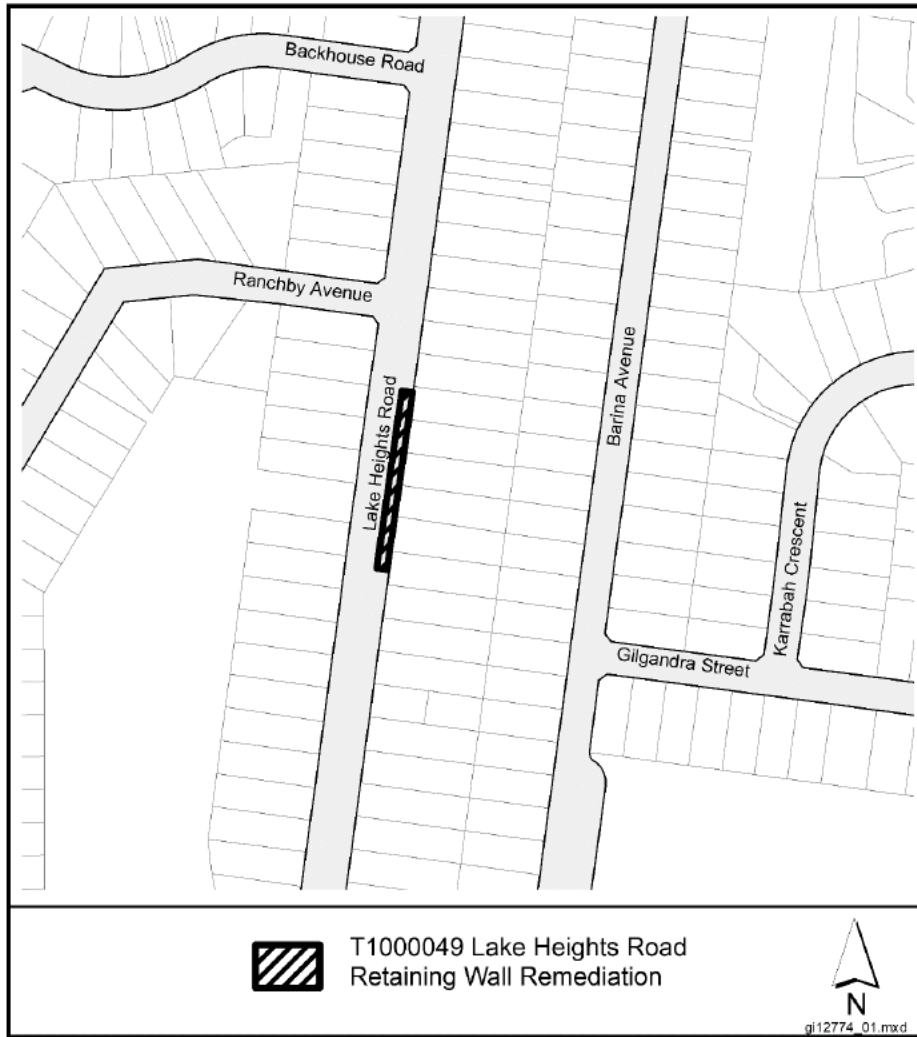 Backhouse Road
Ranchby Avenue
Lake Heights Road
Barina Avenue
Karrabah Crescent
Gilgandra Street
T1000049 Lake Heights Road
Retaining Wall Remediation
N
gi12774_01.mxd